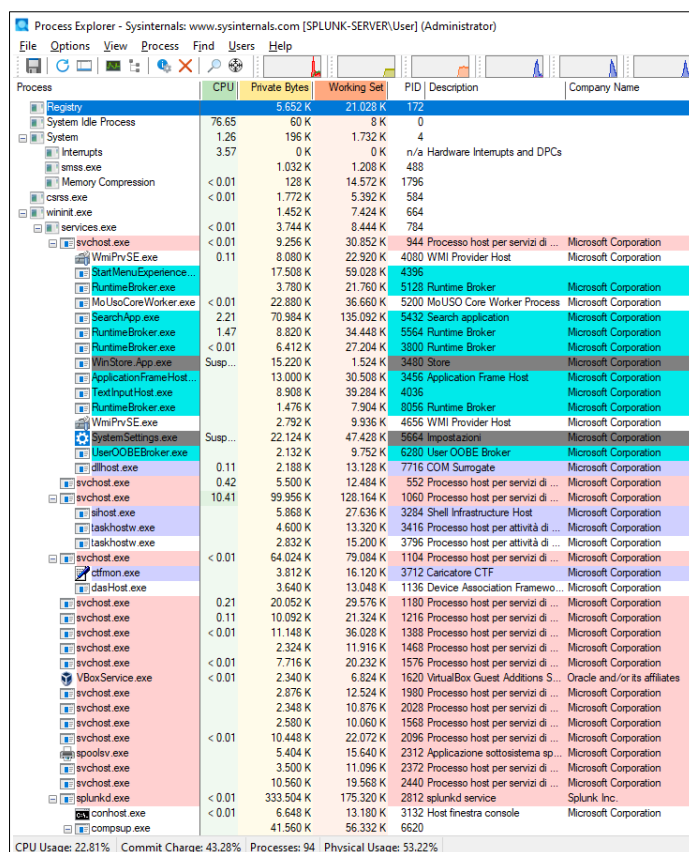 Process Explorer - Sysinternals: www.sysinternals.com [SPLUNK-SERVER\User] (Administrator)
File Options View Process Find Users Help
Process CPU Private Bytes Working Set PID Description Company Name
Registry 5.652 K 21.028 K 172
System Idle Process 76.65 60 K 8 K 0
System 1.26 196 K 1.732 K 4
Interrupts 3.57 0 K 0 K n/a Hardware Interrupts and DPCs
smss.exe 1.032 K 1.208 K 488
Memory Compression < 0.01 128 K 14.572 K 1796
csrss.exe < 0.01 1.772 K 5.392 K 584
wininit.exe 1.452 K 7.424 K 664
services.exe < 0.01 3.744 K 8.444 K 784
svchost.exe < 0.01 9.256 K 30.852 K 944 Processo host per servizi di ... Microsoft Corporation
WmiPrvSE.exe 0.11 8.080 K 22.920 K 4080 WMI Provider Host Microsoft Corporation
StartMenuExperience... 17.508 K 59.028 K 4396
RuntimeBroker.exe 3.780 K 21.760 K 5128 Runtime Broker Microsoft Corporation
MoUsoCoreWorker.exe < 0.01 22.880 K 36.660 K 5200 MoUSO Core Worker Process Microsoft Corporation
SearchApp.exe 2.21 70.984 K 135.092 K 5432 Search application Microsoft Corporation
RuntimeBroker.exe 1.47 8.820 K 34.448 K 5564 Runtime Broker Microsoft Corporation
RuntimeBroker.exe < 0.01 6.412 K 27.204 K 3800 Runtime Broker Microsoft Corporation
WinStore.App.exe Susp... 15.220 K 1.524 K 3480 Store Microsoft Corporation
ApplicationFrameHost... 13.000 K 30.508 K 3456 Application Frame Host Microsoft Corporation
TextInputHost.exe 8.908 K 39.284 K 4036 Microsoft Corporation
RuntimeBroker.exe 1.476 K 7.904 K 8056 Runtime Broker Microsoft Corporation
WmiPrvSE.exe 2.792 K 9.936 K 4656 WMI Provider Host Microsoft Corporation
SystemSettings.exe Susp... 22.124 K 47.428 K 5664 Impostazioni Microsoft Corporation
UserOOBEBroker.exe 2.132 K 9.752 K 6280 User OOBE Broker Microsoft Corporation
dllhost.exe 0.11 2.188 K 13.128 K 7716 COM Surrogate Microsoft Corporation
svchost.exe 0.42 5.500 K 12.484 K 552 Processo host per servizi di ... Microsoft Corporation
svchost.exe 10.41 99.956 K 128.164 K 1060 Processo host per servizi di ... Microsoft Corporation
sihost.exe 5.868 K 27.636 K 3284 Shell Infrastructure Host Microsoft Corporation
taskhostw.exe 4.600 K 13.320 K 3416 Processo host per attività di ... Microsoft Corporation
taskhostw.exe 2.832 K 15.200 K 3796 Processo host per attività di ... Microsoft Corporation
svchost.exe < 0.01 64.024 K 79.084 K 1104 Processo host per servizi di ... Microsoft Corporation
ctfmon.exe 3.812 K 16.120 K 3712 Caricatore CTF Microsoft Corporation
dasHost.exe 3.640 K 13.048 K 1136 Device Association Framewo... Microsoft Corporation
svchost.exe 0.21 20.052 K 29.576 K 1180 Processo host per servizi di ... Microsoft Corporation
svchost.exe 0.11 10.092 K 21.324 K 1216 Processo host per servizi di ... Microsoft Corporation
svchost.exe < 0.01 11.148 K 36.028 K 1388 Processo host per servizi di ... Microsoft Corporation
svchost.exe 2.324 K 11.916 K 1468 Processo host per servizi di ... Microsoft Corporation
svchost.exe < 0.01 7.716 K 20.232 K 1576 Processo host per servizi di ... Microsoft Corporation
VBoxService.exe < 0.01 2.340 K 6.824 K 1620 VirtualBox Guest Additions S... Oracle and/or its affiliates
svchost.exe 2.876 K 12.524 K 1980 Processo host per servizi di ... Microsoft Corporation
svchost.exe 2.348 K 10.876 K 2028 Processo host per servizi di ... Microsoft Corporation
svchost.exe 2.580 K 10.060 K 1568 Processo host per servizi di ... Microsoft Corporation
svchost.exe < 0.01 10.448 K 22.072 K 2096 Processo host per servizi di ... Microsoft Corporation
spoolsv.exe 5.404 K 15.640 K 2312 Applicazione sottosistema sp... Microsoft Corporation
svchost.exe 3.500 K 11.096 K 2372 Processo host per servizi di ... Microsoft Corporation
svchost.exe 10.560 K 19.568 K 2440 Processo host per servizi di ... Microsoft Corporation
splunkd.exe < 0.01 333.504 K 175.320 K 2812 splunkd service Splunk Inc.
conhost.exe < 0.01 6.648 K 13.180 K 3132 Host finestra console Microsoft Corporation
compsup.exe 41.560 K 56.332 K 6620
CPU Usage: 22.81% Commit Charge: 43.28% Processes: 94 Physical Usage: 53.22%